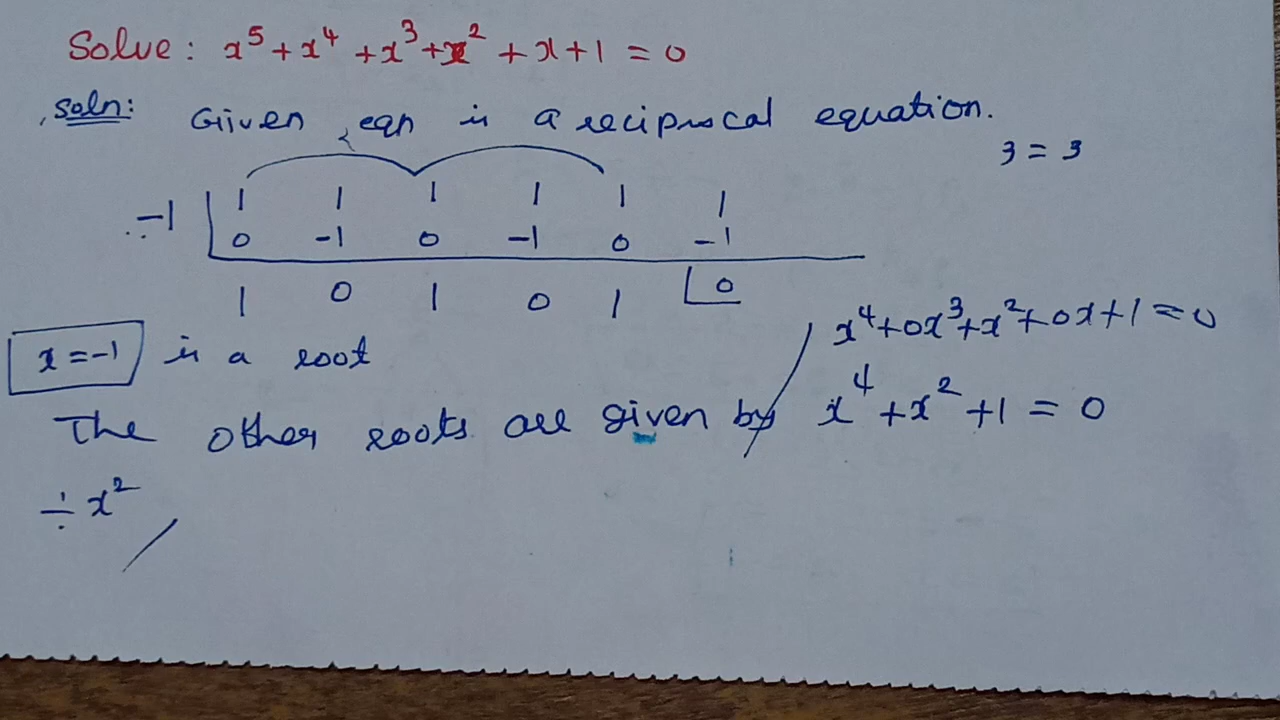 Solve: x⁵ + x⁴ + x³ + x² + x + 1 = 0
Soln: Given eqn is a reciprocal equation.
3 = 3
∴ -1 | 1 1 1 1 1 1
0 -1 0 -1 0 -1
1 0 1 0 1 |0
x⁴+0x³+x²+0x+1=0
x = -1 is a root
The other roots are given by x⁴ + x² + 1 = 0
÷ x²